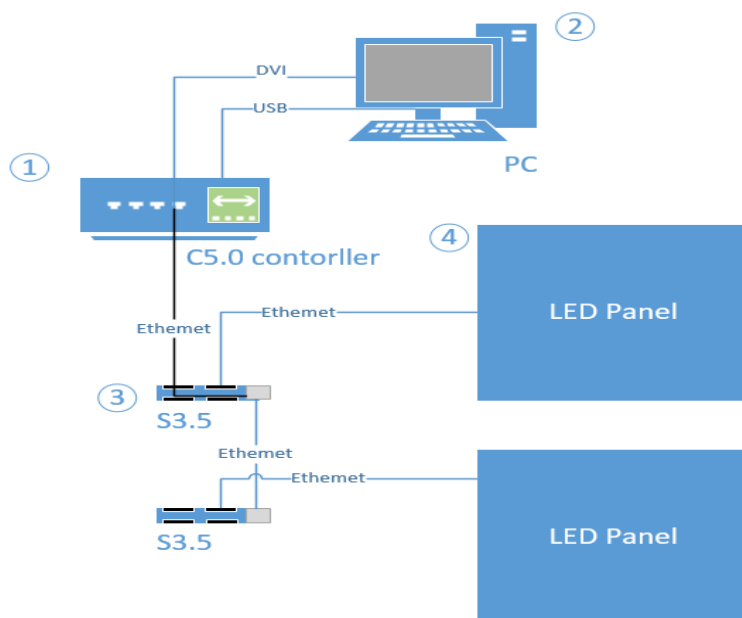 ②
DVI
USB
①
PC
C5.0 contorller
④
Ethemet
LED Panel
Ethemet
③
S3.5
Ethemet
Ethemet
S3.5
LED Panel